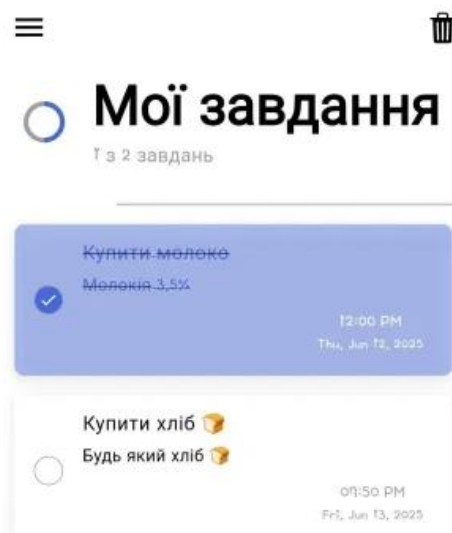 Мої завдання
1 з 2 завдань
Купити молоко
Молокія 3,5%
12:00 PM
Thu, Jun 12, 2025
Купити хліб 🍞
Будь який хліб 🍞
09:50 PM
Fri, Jun 13, 2025